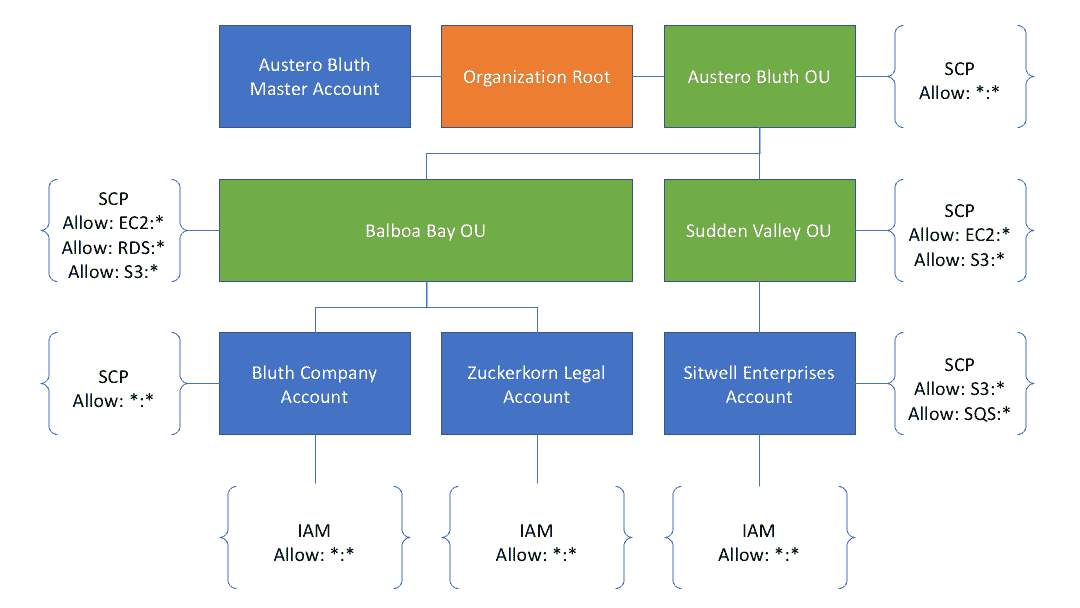 Austero Bluth
Master Account
Organization Root
Austero Bluth OU
SCP
Allow: *:*
SCP
Allow: EC2:*
Allow: RDS:*
Allow: S3:*
Balboa Bay OU
Sudden Valley OU
SCP
Allow: EC2:*
Allow: S3:*
SCP
Allow: *:*
Bluth Company
Account
Zuckerkorn Legal
Account
Sitwell Enterprises
Account
SCP
Allow: S3:*
Allow: SQS:*
IAM
Allow: *:*
IAM
Allow: *:*
IAM
Allow: *:*